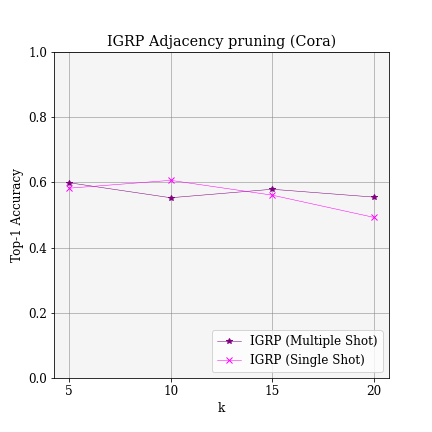 IGRP Adjacency pruning (Cora)
Top-1 Accuracy
1.0
0.8
0.6
0.4
0.2
0.0
IGRP (Multiple Shot)
IGRP (Single Shot)
5 10 15 20
k